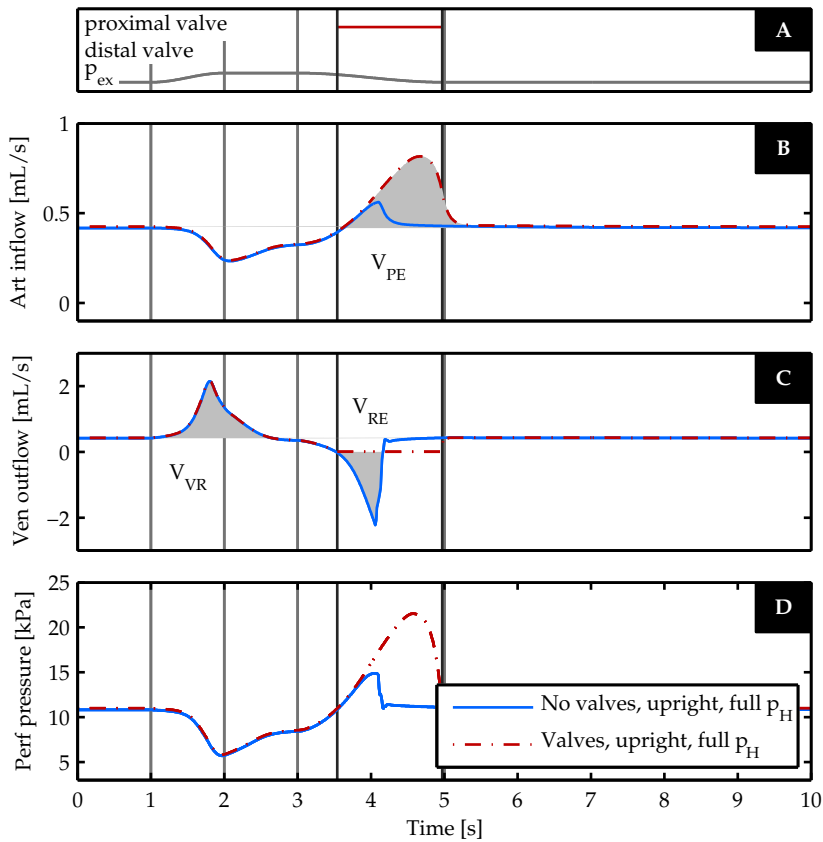 proximal valve
distal valve
p_ex
A
Art inflow [mL/s]
1
0.5
0
B
V_PE
Ven outflow [mL/s]
2
0
−2
C
V_RE
V_VR
Perf pressure [kPa]
25
20
15
10
5
D
No valves, upright, full p_H
Valves, upright, full p_H
0 1 2 3 4 5 6 7 8 9 10
Time [s]